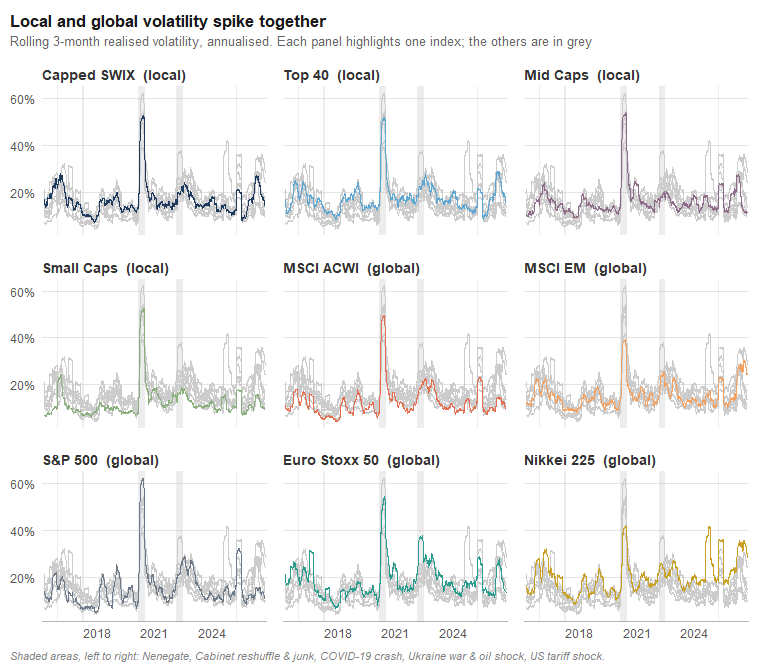 Local and global volatility spike together
Rolling 3-month realised volatility, annualised. Each panel highlights one index; the others are in grey
Capped SWIX (local)
Top 40 (local)
Mid Caps (local)
60%
40%
20%
Small Caps (local)
MSCI ACWI (global)
MSCI EM (global)
60%
40%
20%
S&P 500 (global)
Euro Stoxx 50 (global)
Nikkei 225 (global)
60%
40%
20%
2018 2021 2024
2018 2021 2024
2018 2021 2024
Shaded areas, left to right: Nenegate, Cabinet reshuffle & junk, COVID-19 crash, Ukraine war & oil shock, US tariff shock.